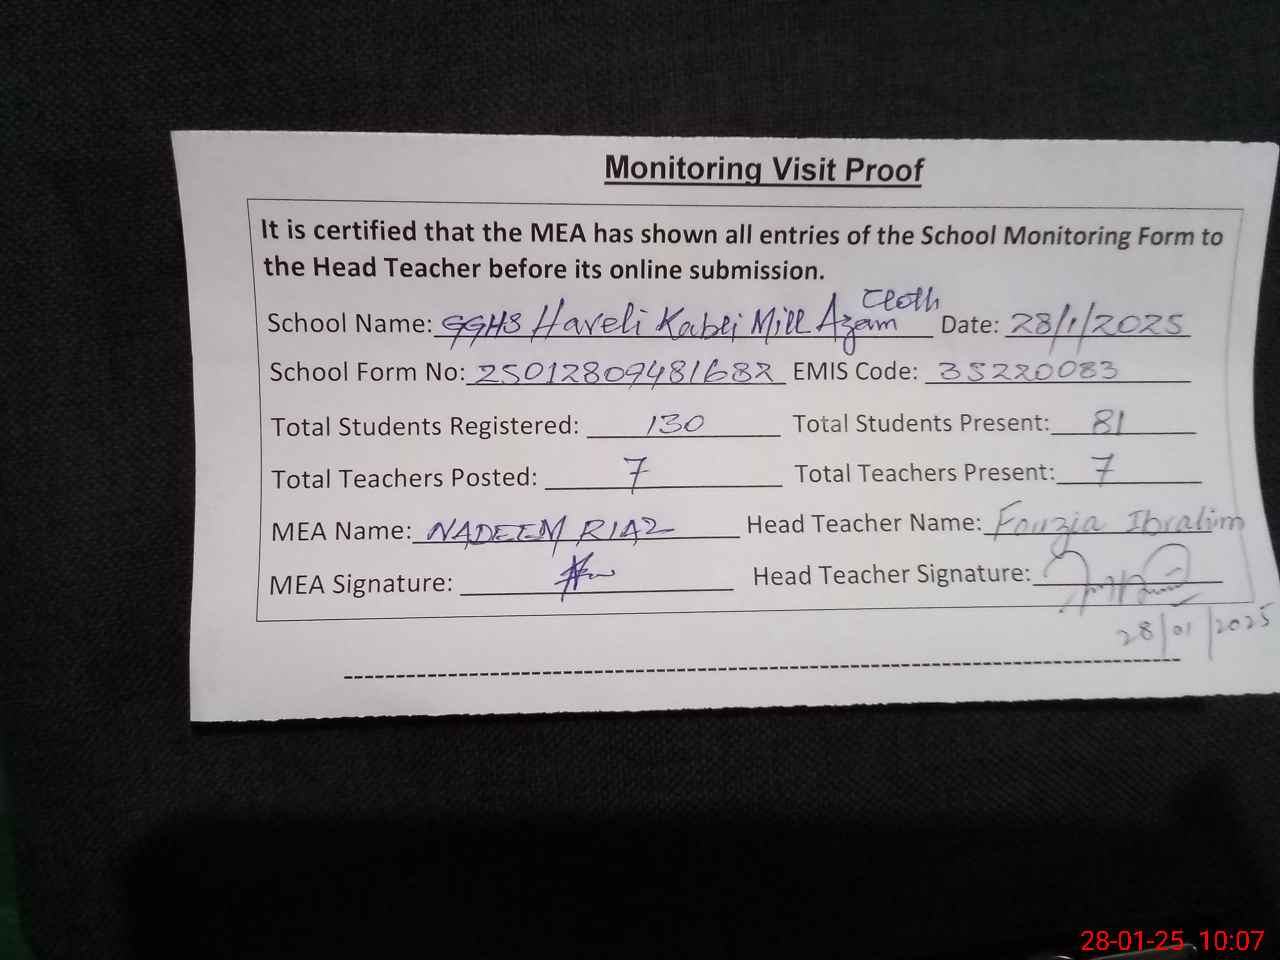 Monitoring Visit Proof
It is certified that the MEA has shown all entries of the School Monitoring Form to
the Head Teacher before its online submission.
School Name: GGHS Haveli Kabli Mill Azam Cloth Date: 28/1/2025
School Form No: 25012809481682 EMIS Code: 35220083
Total Students Registered: 130 Total Students Present: 81
Total Teachers Posted: 7 Total Teachers Present: 7
MEA Name: NADEEM RIAZ Head Teacher Name: Fouzia Ibrahim
MEA Signature: Head Teacher Signature:
28/01/2025
28-01-25 10:07